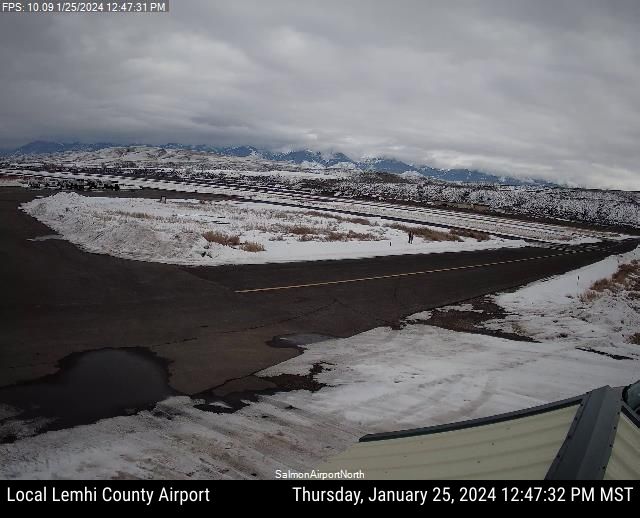 FPS: 10.09 1/25/2024 12:47:31 PM
SalmonAirportNorth
Local Lemhi County Airport Thursday, January 25, 2024 12:47:32 PM MST